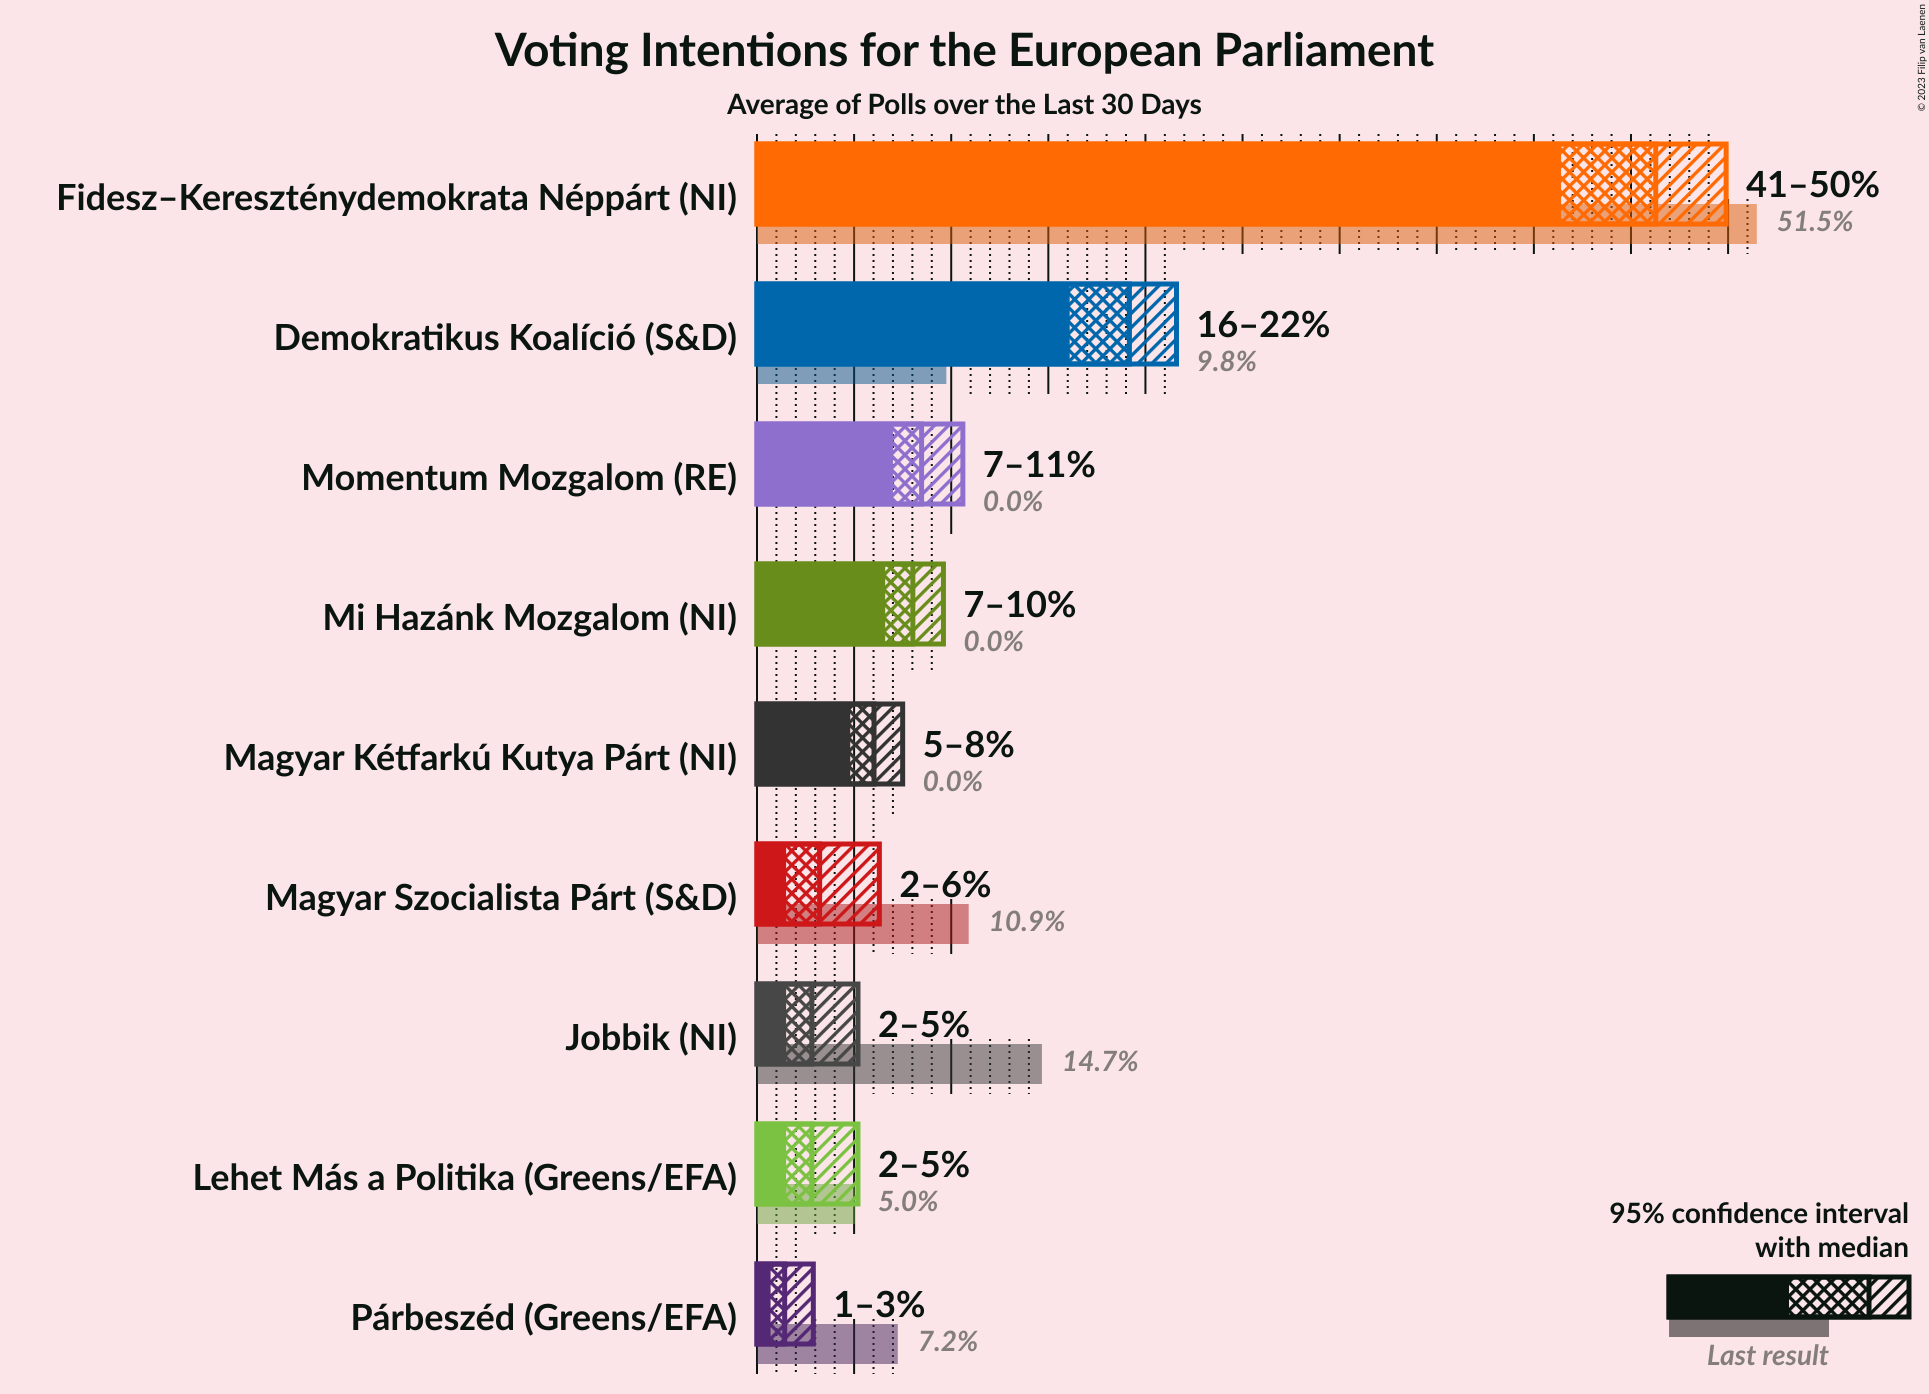 Voting Intentions for the European Parliament
Average of Polls over the Last 30 Days
© 2023 Filip van Laenen
Fidesz–Kereszténydemokrata Néppárt (NI)
41–50%
51.5%
Demokratikus Koalíció (S&D)
16–22%
9.8%
Momentum Mozgalom (RE)
7–11%
0.0%
Mi Hazánk Mozgalom (NI)
7–10%
0.0%
Magyar Kétfarkú Kutya Párt (NI)
5–8%
0.0%
Magyar Szocialista Párt (S&D)
2–6%
10.9%
Jobbik (NI)
2–5%
14.7%
Lehet Más a Politika (Greens/EFA)
2–5%
5.0%
Párbeszéd (Greens/EFA)
1–3%
7.2%
95% confidence interval
with median
Last result